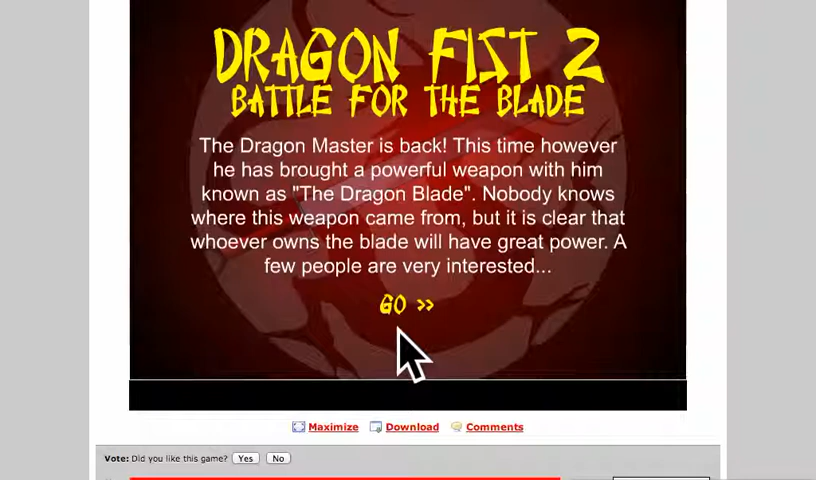 DRAGON FIST 2
BATTLE FOR THE BLADE
The Dragon Master is back! This time however
he has brought a powerful weapon with him
known as "The Dragon Blade". Nobody knows
where this weapon came from, but it is clear that
whoever owns the blade will have great power. A
few people are very interested...
GO >>
Maximize Download Comments
Vote: Did you like this game? Yes No